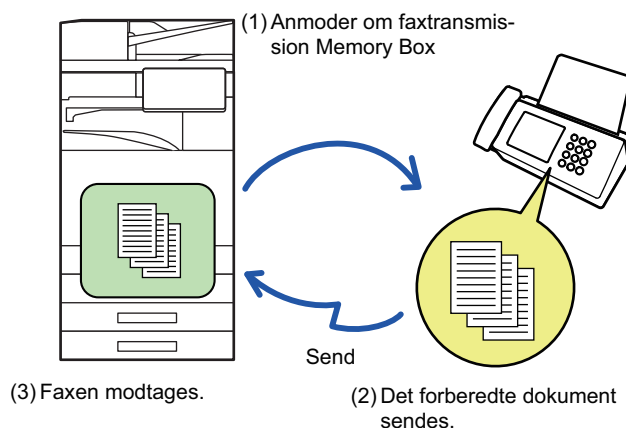 (1) Anmoder om faxtransmis-
sion Memory Box
Send
(3) Faxen modtages.
(2) Det forberedte dokument
sendes.